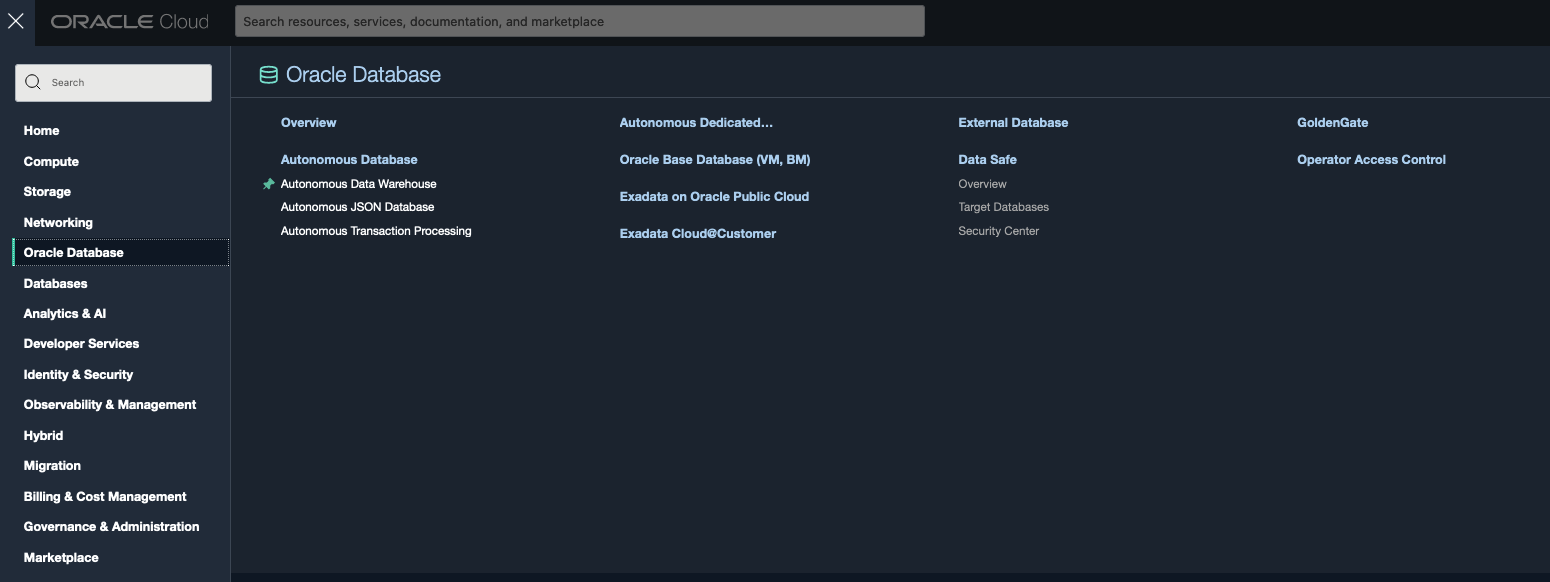 ORACLE Cloud
Search resources, services, documentation, and marketplace
Search
Home
Compute
Storage
Networking
Oracle Database
Databases
Analytics & AI
Developer Services
Identity & Security
Observability & Management
Hybrid
Migration
Billing & Cost Management
Governance & Administration
Marketplace
Oracle Database
Overview
Autonomous Database
Autonomous Data Warehouse
Autonomous JSON Database
Autonomous Transaction Processing
Autonomous Dedicated...
Oracle Base Database (VM, BM)
Exadata on Oracle Public Cloud
Exadata Cloud@Customer
External Database
Data Safe
Overview
Target Databases
Security Center
GoldenGate
Operator Access Control